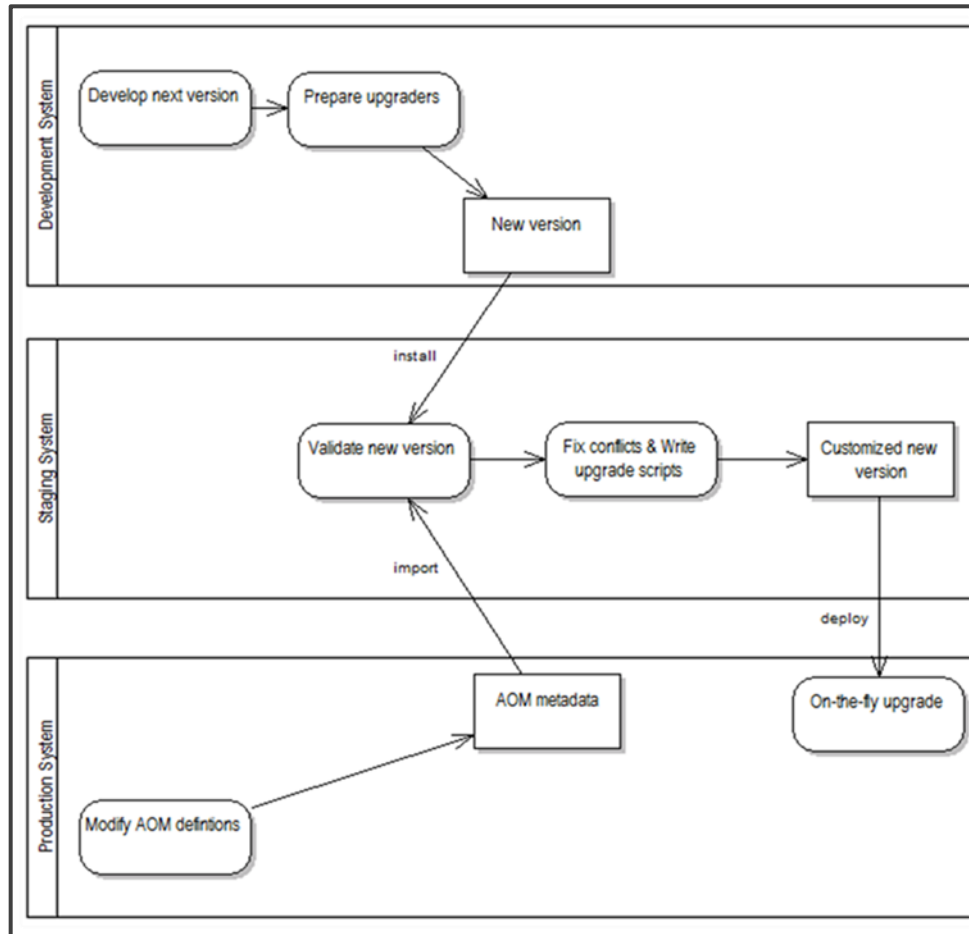 Development System
Develop next version
Prepare upgraders
New version
install
Staging System
Validate new version
Fix conflicts & Write
upgrade scripts
Customized new
version
import
deploy
Production System
AOM metadata
On-the-fly upgrade
Modify AOM defintions